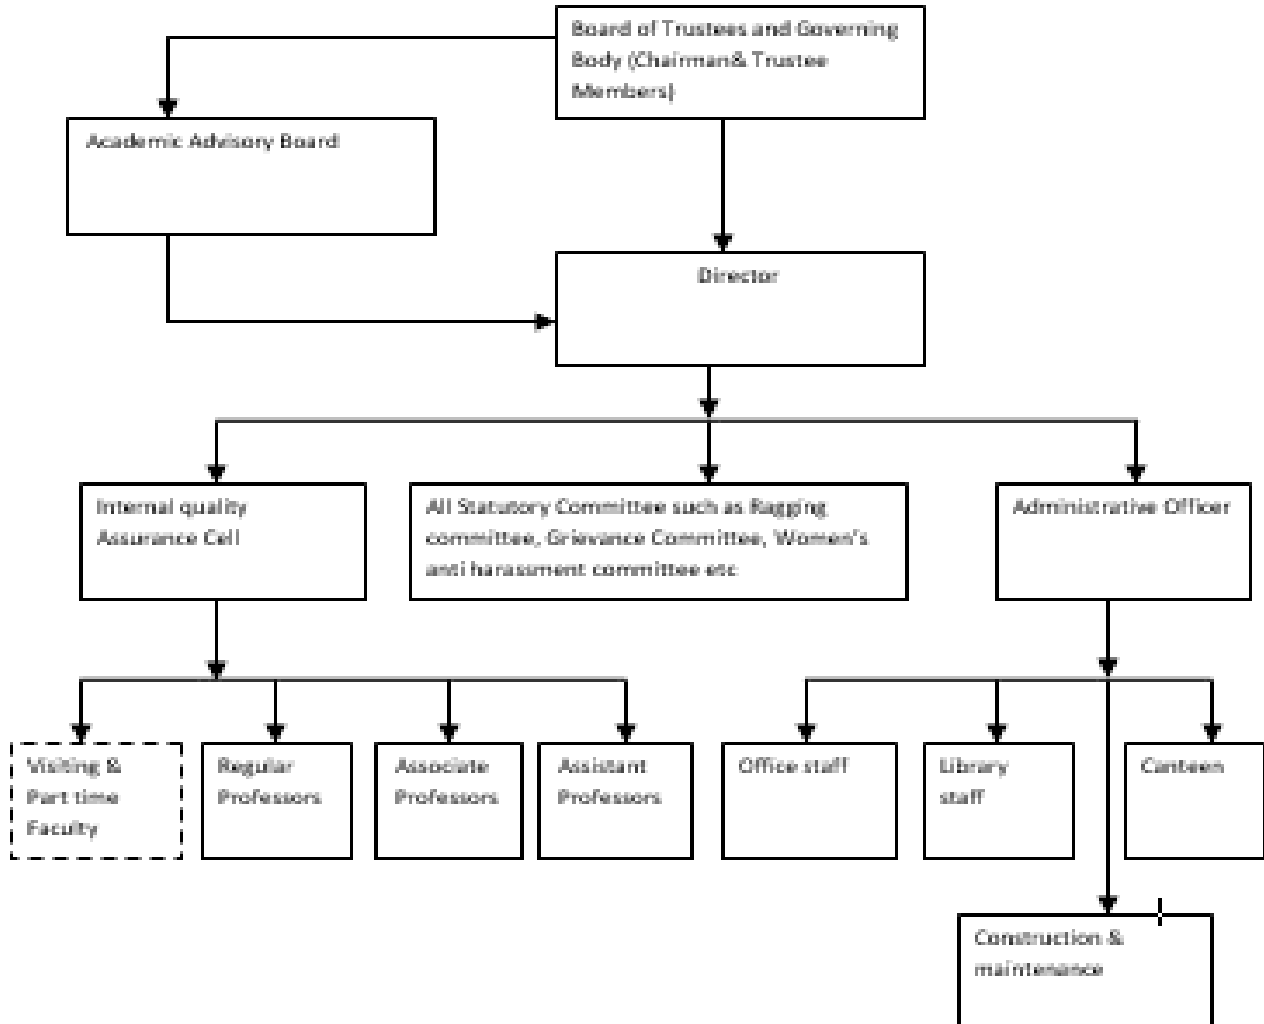 Board of Trustees and Governing
Body (Chairman& Trustee
Members)
Academic Advisory Board
Director
Internal quality
Assurance Cell
All Statutory Committee such as Ragging
committee, Grievance Committee, Women's
anti harassment committee etc
Administrative Officer
Visiting &
Part time
Faculty
Regular
Professors
Associate
Professors
Assistant
Professors
Office staff
Library
staff
Canteen
Construction &
maintenance